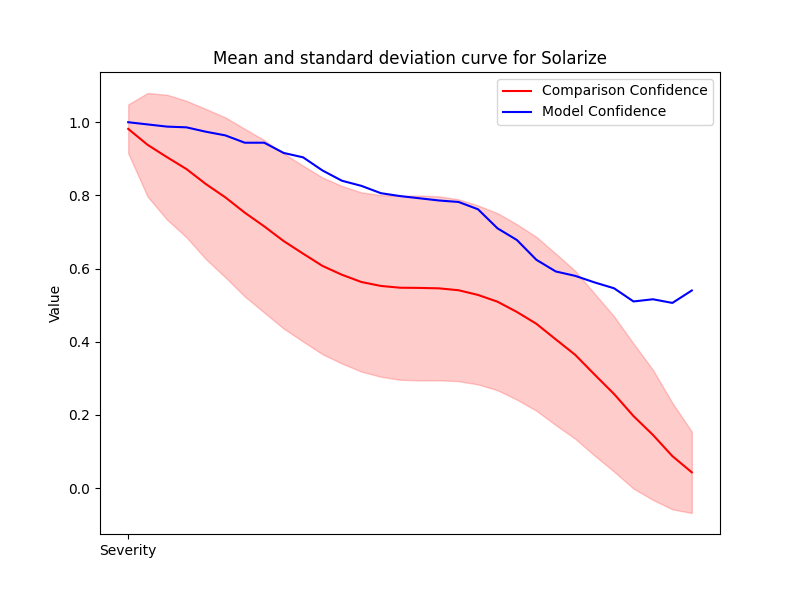 Mean and standard deviation curve for Solarize
Comparison Confidence
Model Confidence
1.0
0.8
0.6
0.4
0.2
0.0
Value
Severity